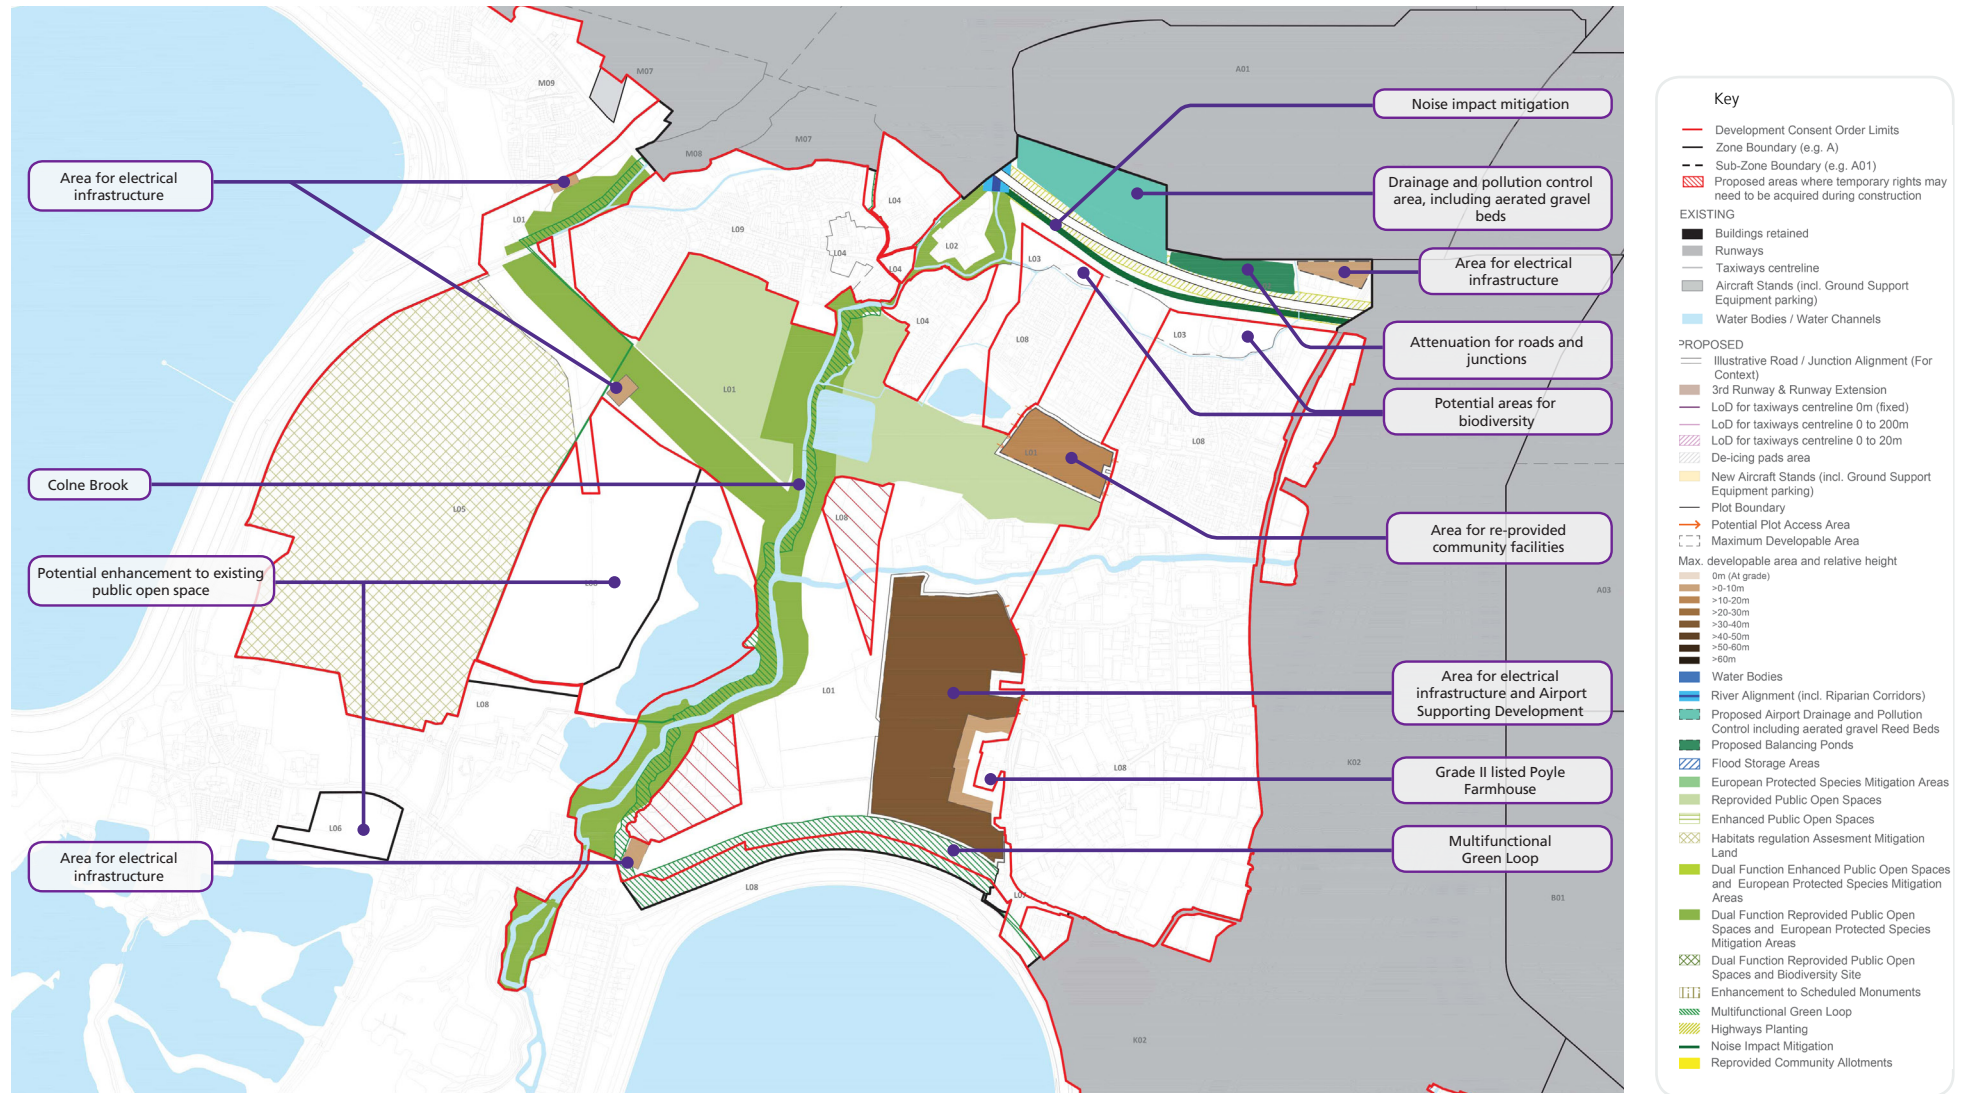 Area for electrical
infrastructure
Colne Brook
Potential enhancement to existing
public open space
Area for electrical
infrastructure
Noise impact mitigation
Drainage and pollution control
area, including aerated gravel
beds
Area for electrical
infrastructure
Attenuation for roads and
junctions
Potential areas for
biodiversity
Area for re-provided
community facilities
Area for electrical
infrastructure and Airport
Supporting Development
Grade II listed Poyle
Farmhouse
Multifunctional
Green Loop
M09
M07
A01
M07
M08
L04
L01
L09
L02
L04
L03
L04
L04
L03
L08
L01
L01
L08
L05
L08
A03
L01
L08
L08
K02
L06
L08
L07
B01
K02
Key
Development Consent Order Limits
Zone Boundary (e.g. A)
Sub-Zone Boundary (e.g. A01)
Proposed areas where temporary rights may
need to be acquired during construction
EXISTING
Buildings retained
Runways
Taxiways centreline
Aircraft Stands (incl. Ground Support
Equipment parking)
Water Bodies / Water Channels
PROPOSED
Illustrative Road / Junction Alignment (For
Context)
3rd Runway & Runway Extension
LoD for taxiways centreline 0m (fixed)
LoD for taxiways centreline 0 to 200m
LoD for taxiways centreline 0 to 20m
De-icing pads area
New Aircraft Stands (incl. Ground Support
Equipment parking)
Plot Boundary
Potential Plot Access Area
Maximum Developable Area
Max. developable area and relative height
0m (At grade)
>0-10m
>10-20m
>20-30m
>30-40m
>40-50m
>50-60m
>60m
Water Bodies
River Alignment (incl. Riparian Corridors)
Proposed Airport Drainage and Pollution
Control including aerated gravel Reed Beds
Proposed Balancing Ponds
Flood Storage Areas
European Protected Species Mitigation Areas
Reprovided Public Open Spaces
Enhanced Public Open Spaces
Habitats regulation Assesment Mitigation
Land
Dual Function Enhanced Public Open Spaces
and European Protected Species Mitigation
Areas
Dual Function Reprovided Public Open
Spaces and European Protected Species
Mitigation Areas
Dual Function Reprovided Public Open
Spaces and Biodiversity Site
Enhancement to Scheduled Monuments
Multifunctional Green Loop
Highways Planting
Noise Impact Mitigation
Reprovided Community Allotments